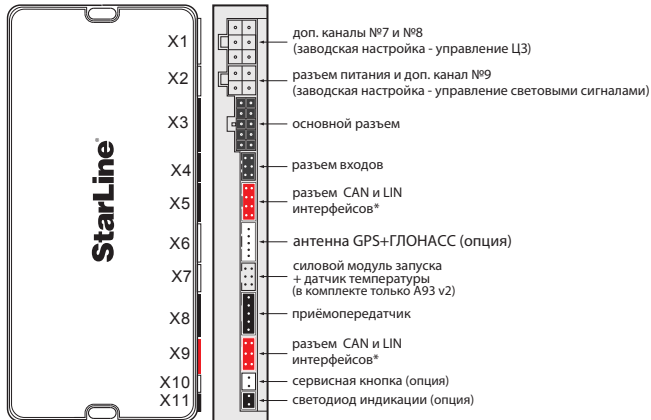 StarLine
X1
доп. каналы №7 и №8
(заводская настройка - управление ЦЗ)
X2
разъем питания и доп. канал №9
(заводская настройка - управление световыми сигналами)
X3
основной разъем
X4
разъем входов
X5
разъем CAN и LIN
интерфейсов*
X6
антенна GPS+ГЛОНАСС (опция)
X7
силовой модуль запуска
+ датчик температуры
(в комплекте только А93 v2)
X8
приёмопередатчик
X9
разъем CAN и LIN
интерфейсов*
X10
сервисная кнопка (опция)
X11
светодиод индикации (опция)